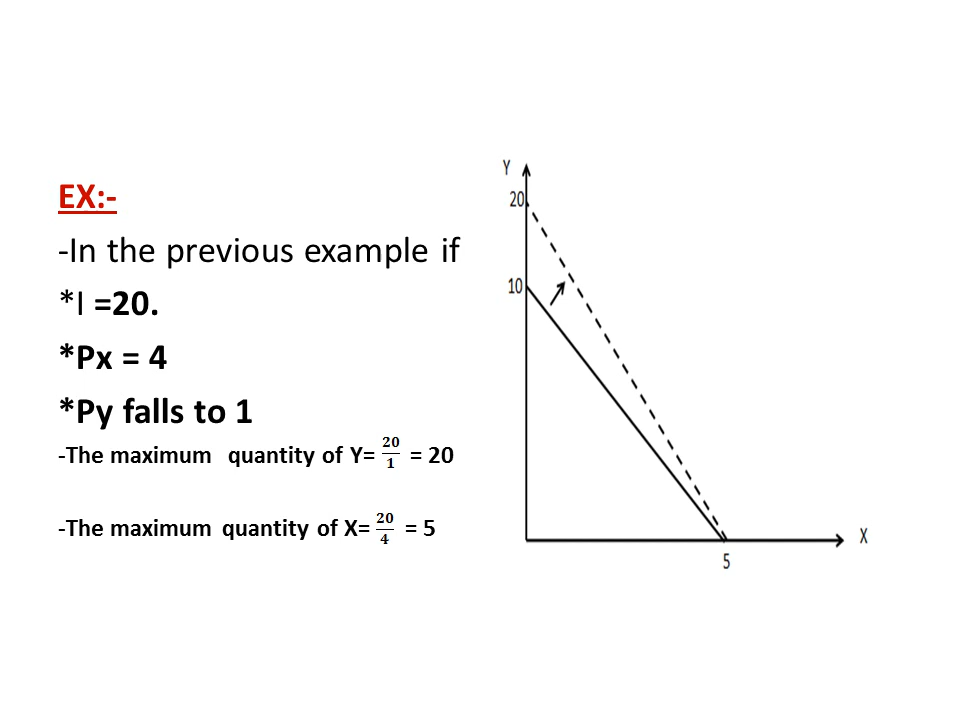 EX:-
-In the previous example if
*I =20.
*Px = 4
*Py falls to 1
-The maximum quantity of Y= 20/1 = 20
-The maximum quantity of X= 20/4 = 5
Y
20
10
X
5